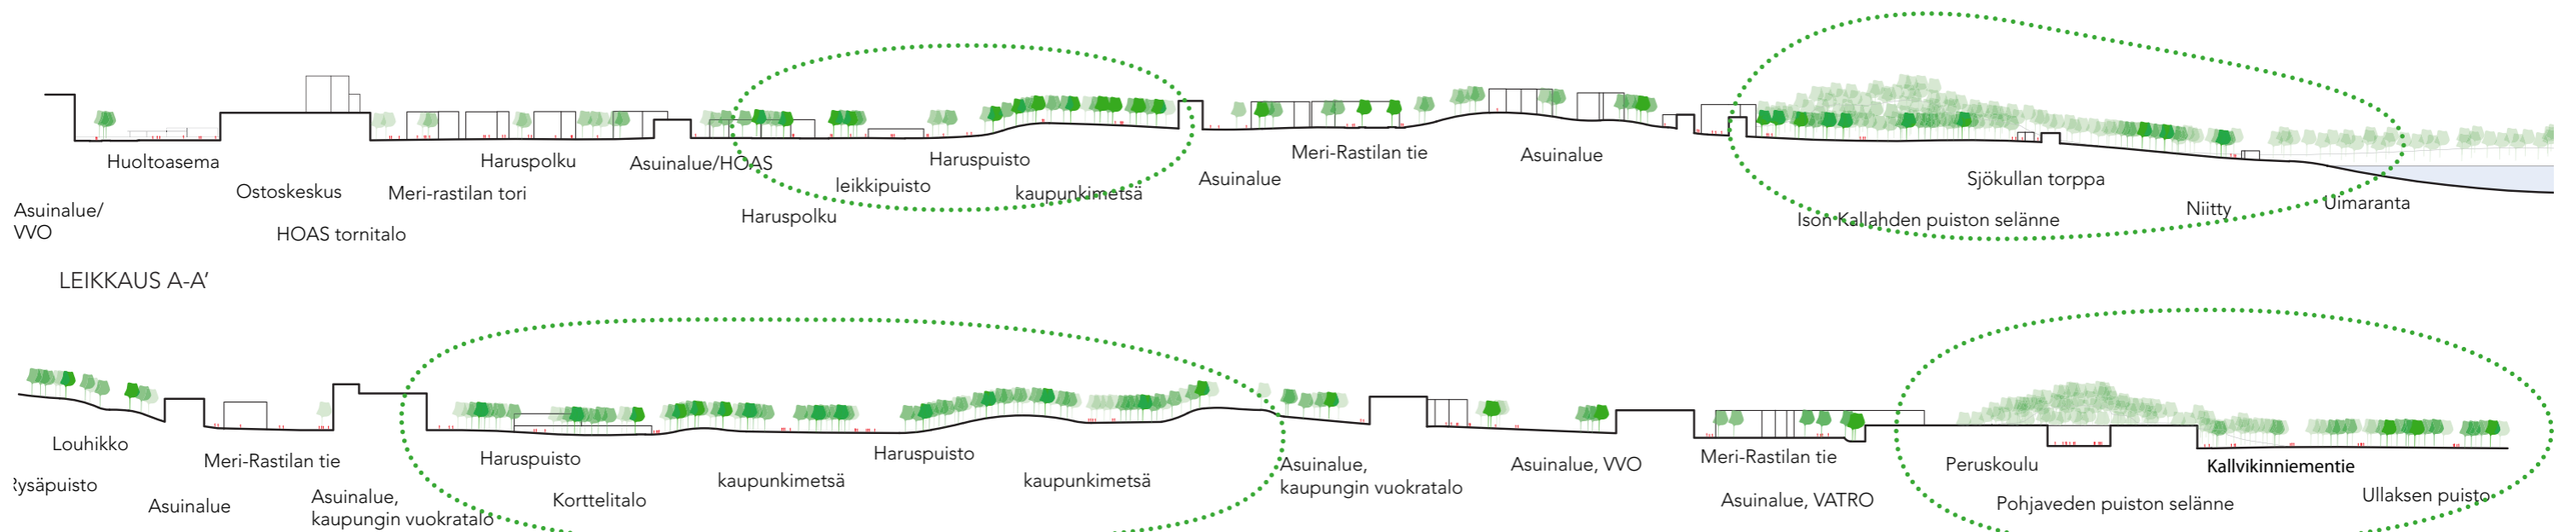 Huoltoasema
Haruspolku
Asuinalue/HOAS
Haruspuisto
Meri-Rastilan tie
Asuinalue
Ostoskeskus
Meri-rastilan tori
leikkipuisto
kaupunkimetsä
Asuinalue
Sjökullan torppa
Asuinalue/
VVO
HOAS tornitalo
Haruspolku
Ison Kallahden puiston selänne
Niitty
Uimaranta
LEIKKAUS A-A’
Louhikko
Meri-Rastilan tie
Haruspuisto
Haruspuisto
Asuinalue,
kaupungin vuokratalo
Asuinalue, VVO
Meri-Rastilan tie
Peruskoulu
Kallvikinniementie
Rysäpuisto
Asuinalue
Asuinalue,
kaupungin vuokratalo
Korttelitalo
kaupunkimetsä
kaupunkimetsä
Asuinalue, VATRO
Pohjaveden puiston selänne
Ullaksen puisto